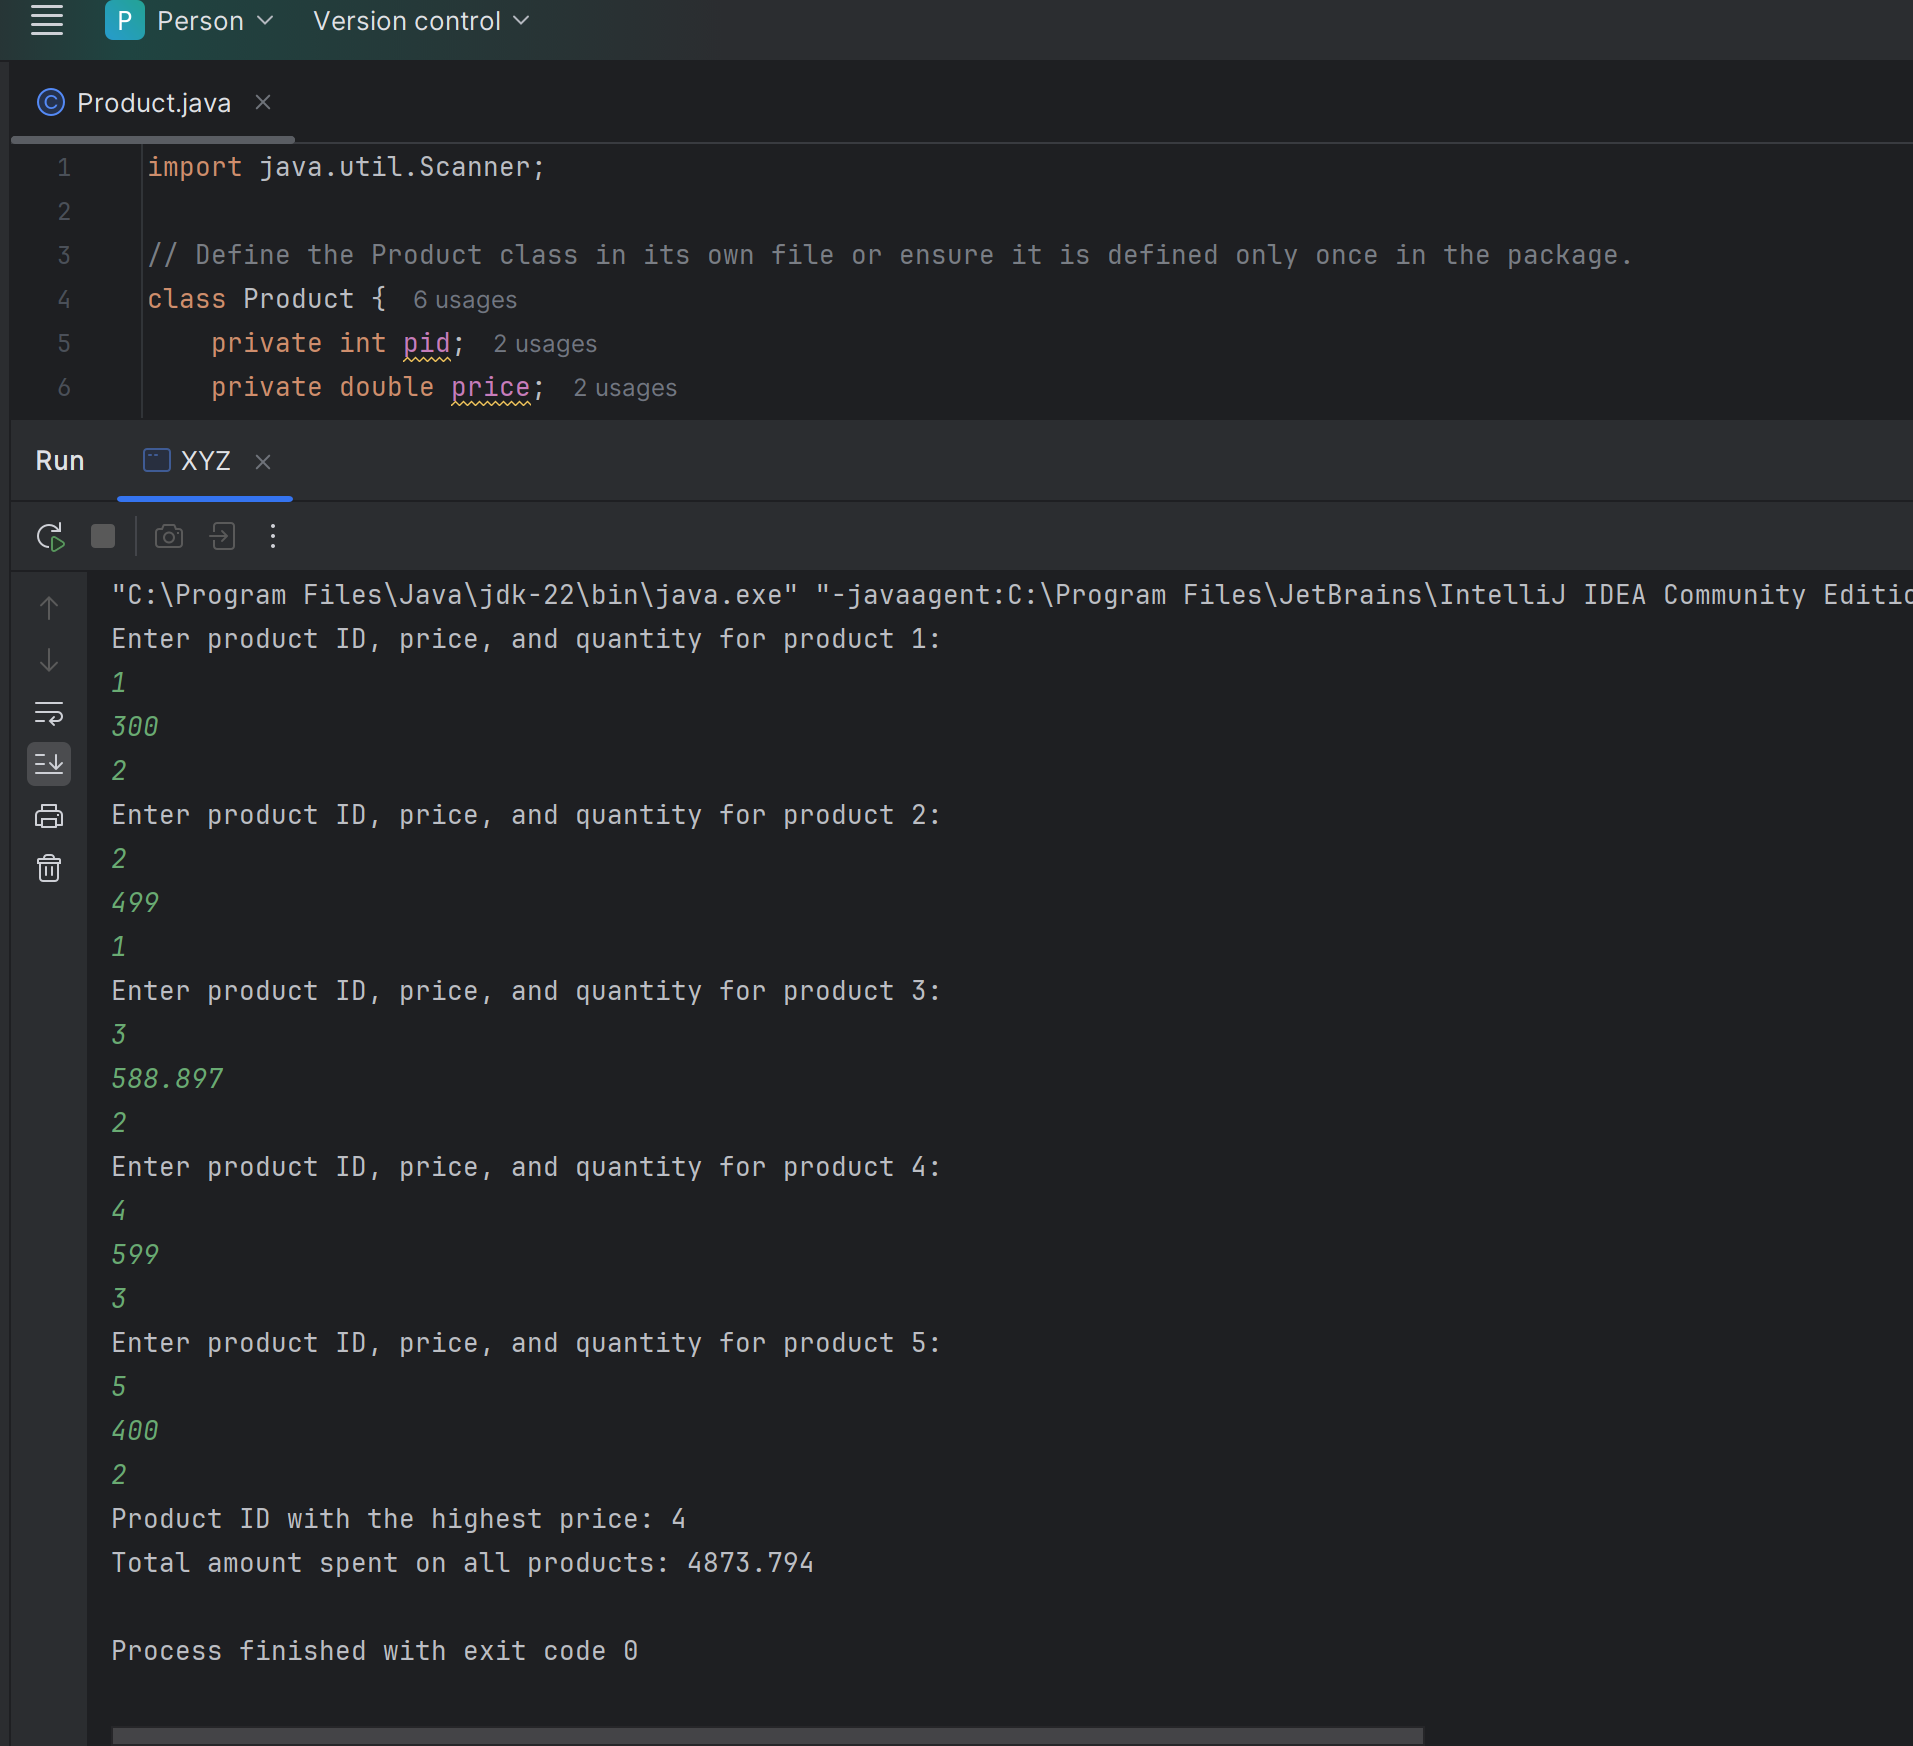 P Person Version control
Product.java
1 import java.util.Scanner;
2
3 // Define the Product class in its own file or ensure it is defined only once in the package.
4 class Product { 6 usages
5 private int pid; 2 usages
6 private double price; 2 usages
Run XYZ
"C:\Program Files\Java\jdk-22\bin\java.exe" "-javaagent:C:\Program Files\JetBrains\IntelliJ IDEA Community Editio
Enter product ID, price, and quantity for product 1:
1
300
2
Enter product ID, price, and quantity for product 2:
2
499
1
Enter product ID, price, and quantity for product 3:
3
588.897
2
Enter product ID, price, and quantity for product 4:
4
599
3
Enter product ID, price, and quantity for product 5:
5
400
2
Product ID with the highest price: 4
Total amount spent on all products: 4873.794
Process finished with exit code 0